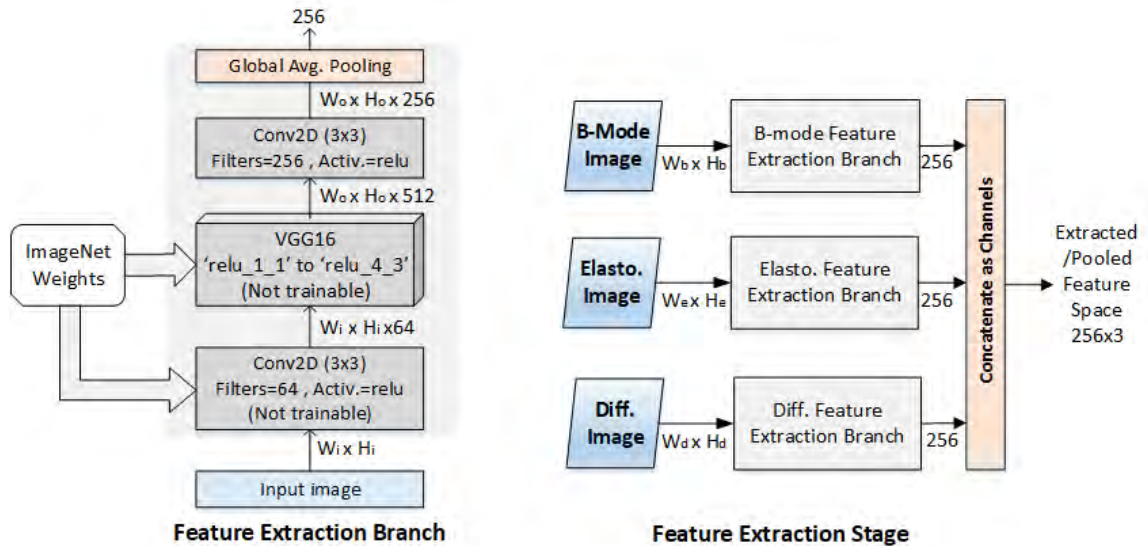 256
Global Avg. Pooling
Wo x Ho x 256
Conv2D (3x3)
Filters=256 , Activ.=relu
Wo x Ho x 512
VGG16
'relu_1_1' to 'relu_4_3'
(Not trainable)
ImageNet
Weights
Wi x Hi x64
Conv2D (3x3)
Filters=64 , Activ.=relu
(Not trainable)
Wi x Hi
Input image
Feature Extraction Branch
B-Mode
Image
Wb x Hb
B-mode Feature
Extraction Branch
256
Elasto.
Image
We x He
Elasto. Feature
Extraction Branch
256
Diff.
Image
Wd x Hd
Diff. Feature
Extraction Branch
256
Concatenate as Channels
Extracted
/Pooled
Feature
Space
256x3
Feature Extraction Stage